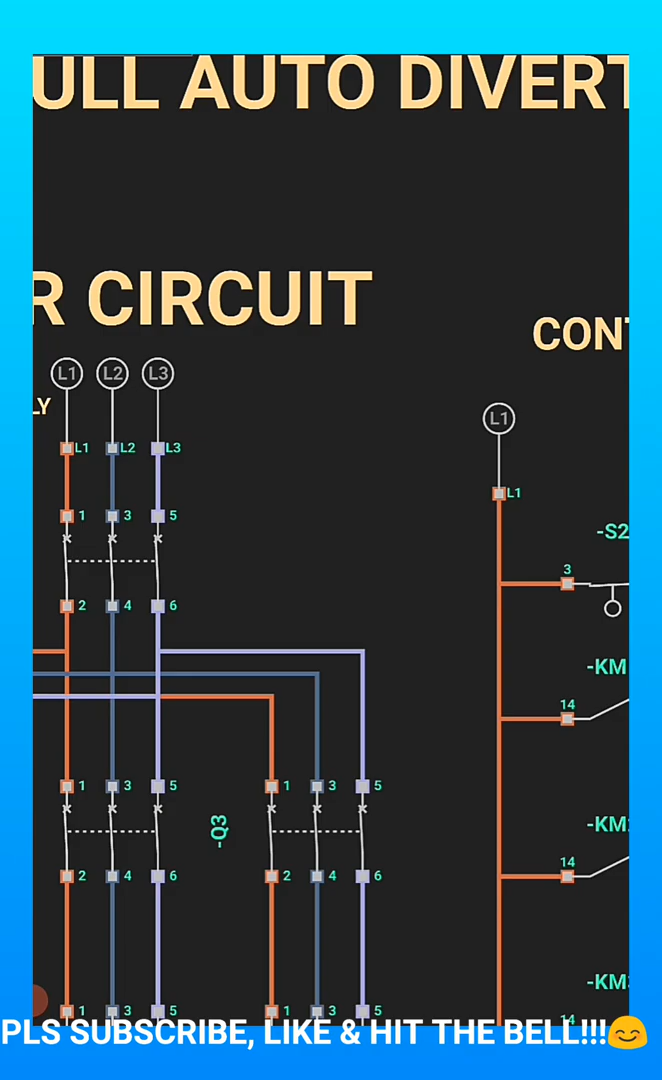 ULL AUTO DIVERT
R CIRCUIT
CONT
L1 L2 L3
LY
L1
L1 L2 L3
L1
1 3 5
-S2
3
2 4 6
-KM
14
1 3 5 1 3 5
-Q3
-KM
14
2 4 6 2 4 6
-KM
1 3 5 1 3 5
14
PLS SUBSCRIBE, LIKE & HIT THE BELL!!!😊